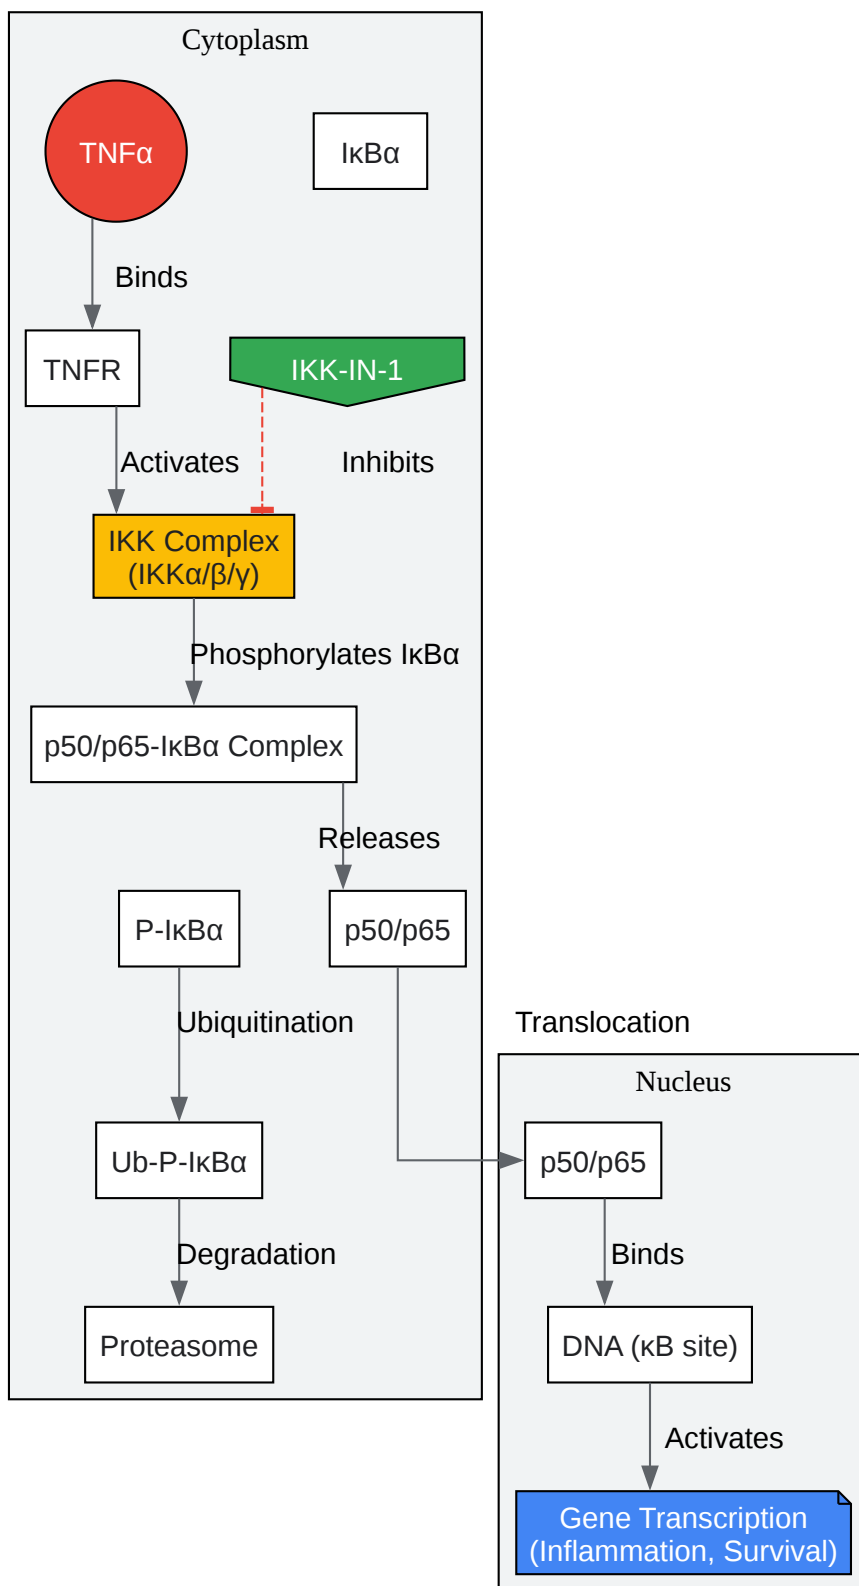 Cytoplasm
TNFα
IκBα
Binds
TNFR
IKK-IN-1
Activates
Inhibits
IKK Complex
(IKKα/β/γ)
Phosphorylates IκBα
p50/p65-IκBα Complex
Releases
P-IκBα
p50/p65
Ubiquitination
Translocation
Nucleus
Ub-P-IκBα
p50/p65
Degradation
Binds
Proteasome
DNA (κB site)
Activates
Gene Transcription
(Inflammation, Survival)